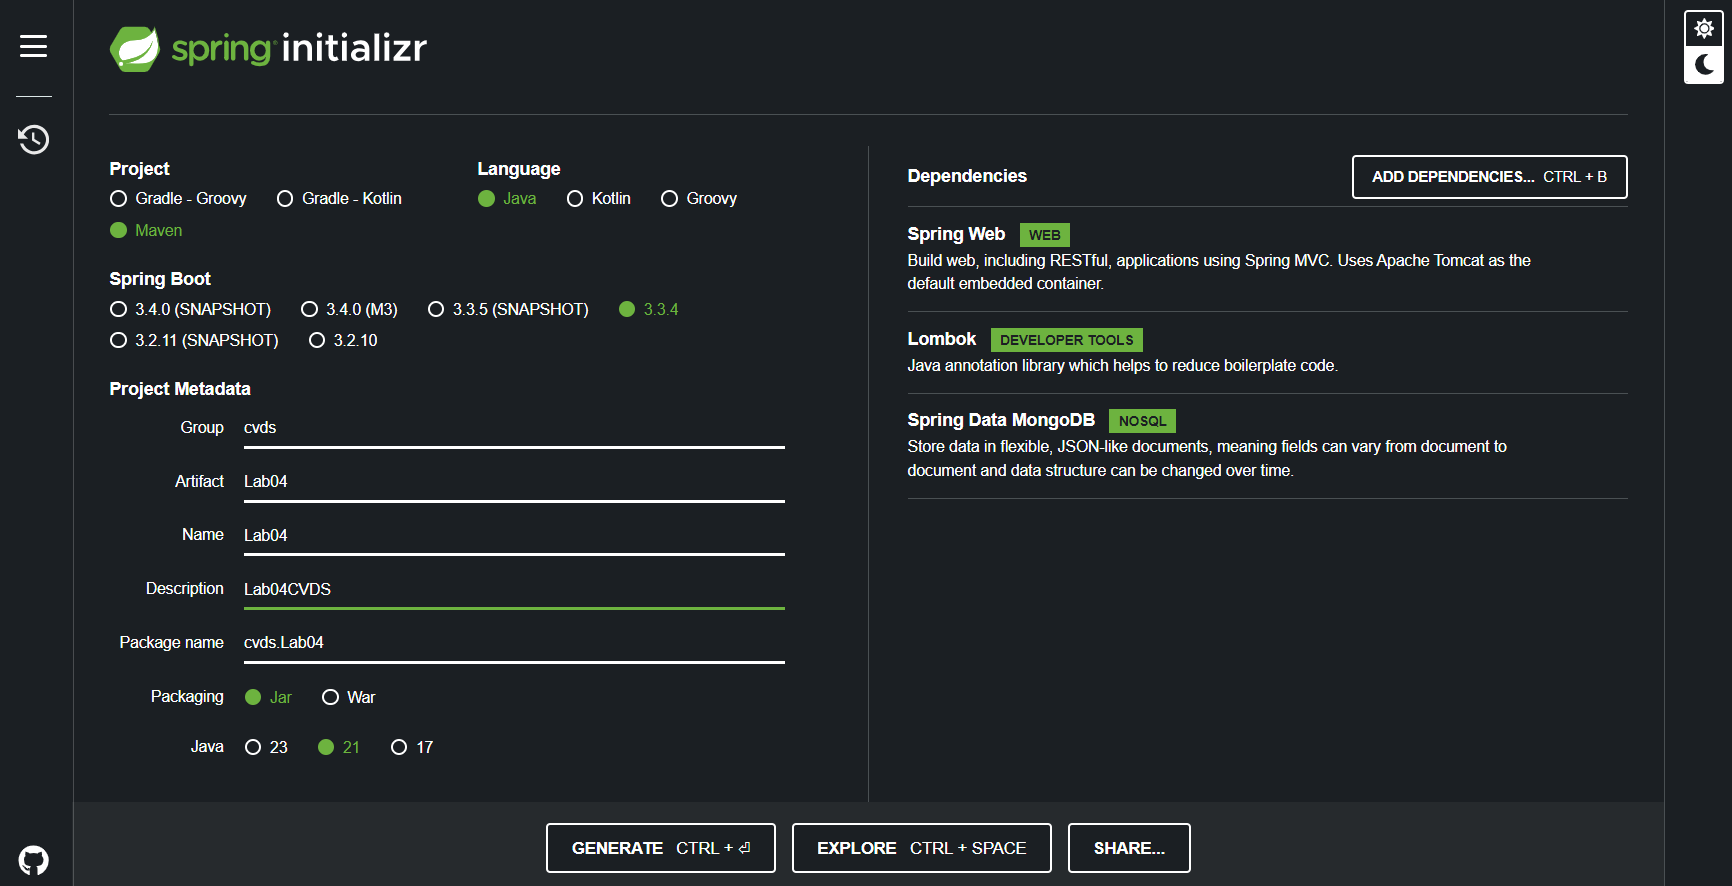 spring initializr
Project
Gradle - Groovy Gradle - Kotlin
Maven
Language
Java Kotlin Groovy
Spring Boot
3.4.0 (SNAPSHOT) 3.4.0 (M3) 3.3.5 (SNAPSHOT) 3.3.4
3.2.11 (SNAPSHOT) 3.2.10
Project Metadata
Group cvds
Artifact Lab04
Name Lab04
Description Lab04CVDS
Package name cvds.Lab04
Packaging Jar War
Java 23 21 17
Dependencies
ADD DEPENDENCIES... CTRL + B
Spring Web WEB
Build web, including RESTful, applications using Spring MVC. Uses Apache Tomcat as the
default embedded container.
Lombok DEVELOPER TOOLS
Java annotation library which helps to reduce boilerplate code.
Spring Data MongoDB NOSQL
Store data in flexible, JSON-like documents, meaning fields can vary from document to
document and data structure can be changed over time.
GENERATE CTRL + ⏎
EXPLORE CTRL + SPACE
SHARE...